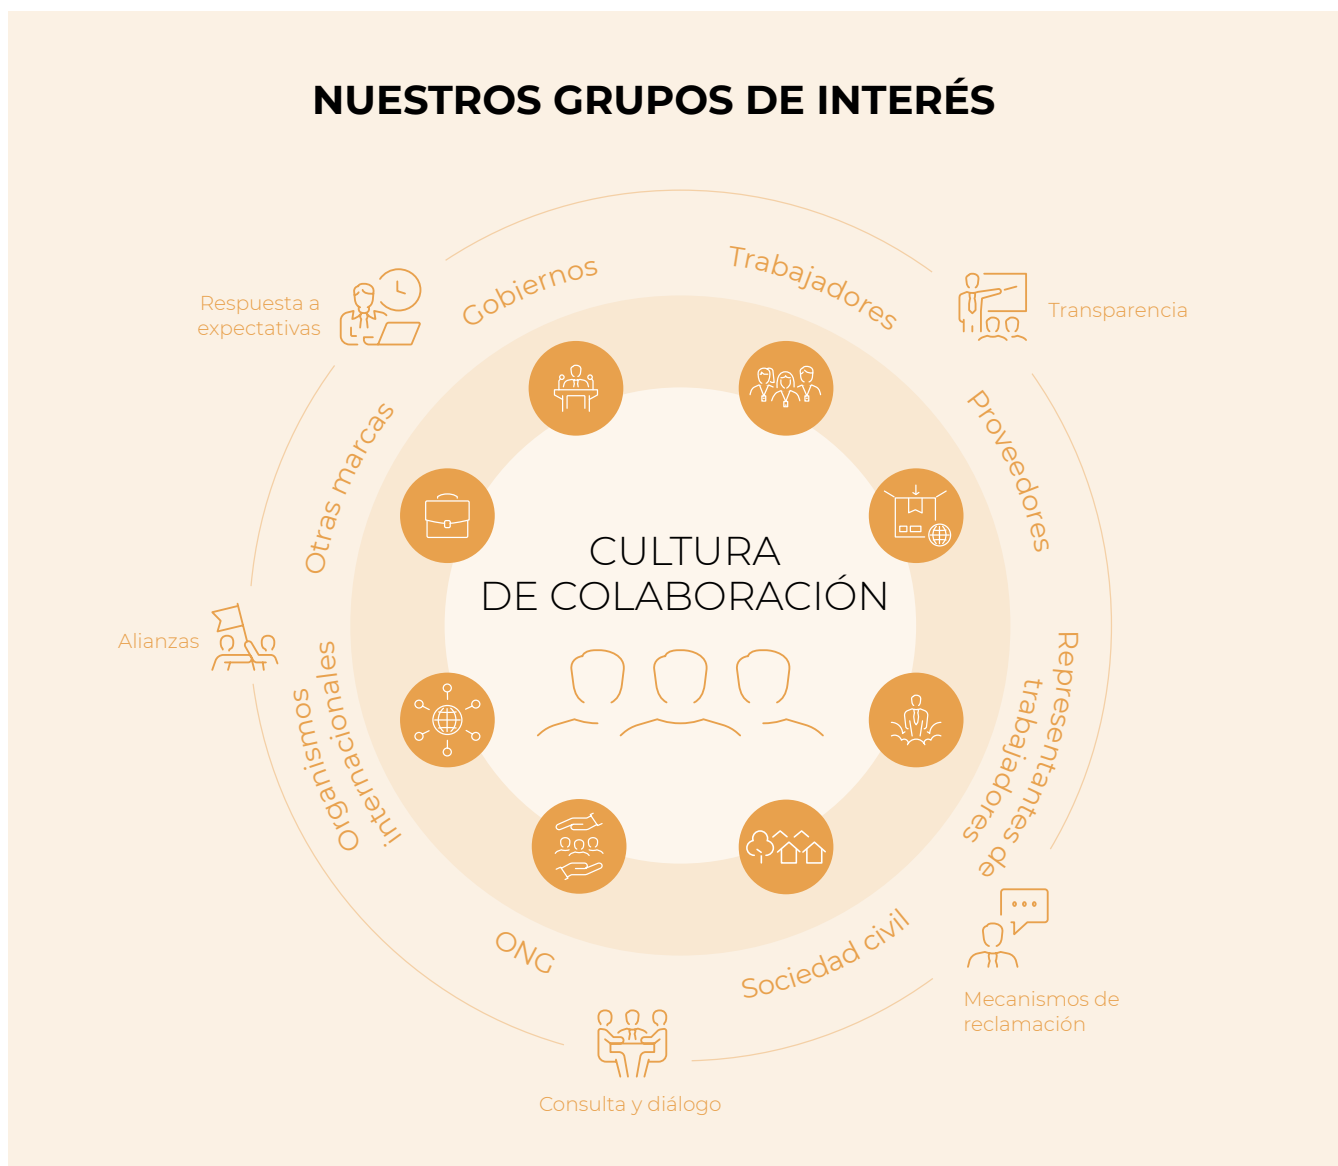 NUESTROS GRUPOS DE INTERÉS
Gobiernos
Trabajadores
Respuesta a
expectativas
Transparencia
Otras marcas
Proveedores
CULTURA
DE COLABORACIÓN
Alianzas
Organismos
internacionales
Representantes de
trabajadores
ONG
Sociedad civil
Mecanismos de
reclamación
Consulta y diálogo